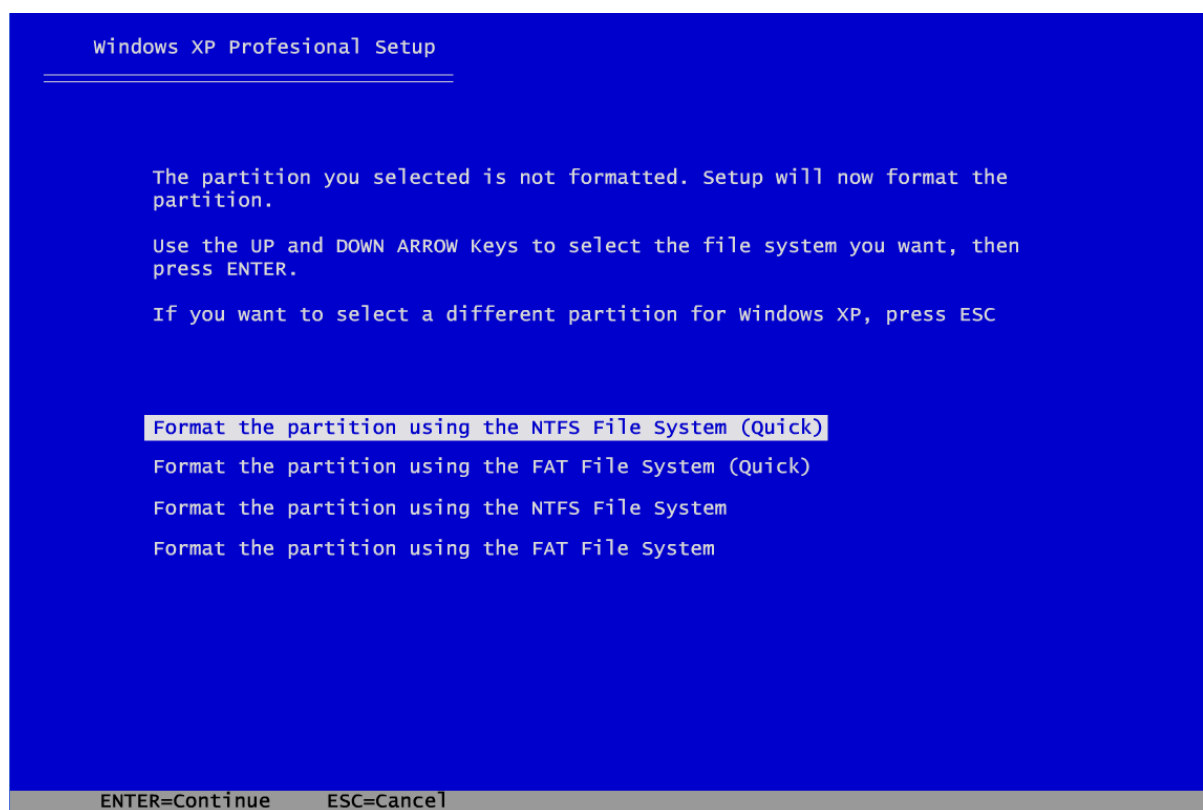 Windows XP Profesional Setup
The partition you selected is not formatted. Setup will now format the
partition.
Use the UP and DOWN ARROW Keys to select the file system you want, then
press ENTER.
If you want to select a different partition for Windows XP, press ESC
Format the partition using the NTFS File System (Quick)
Format the partition using the FAT File System (Quick)
Format the partition using the NTFS File System
Format the partition using the FAT File System
ENTER=Continue ESC=Cancel